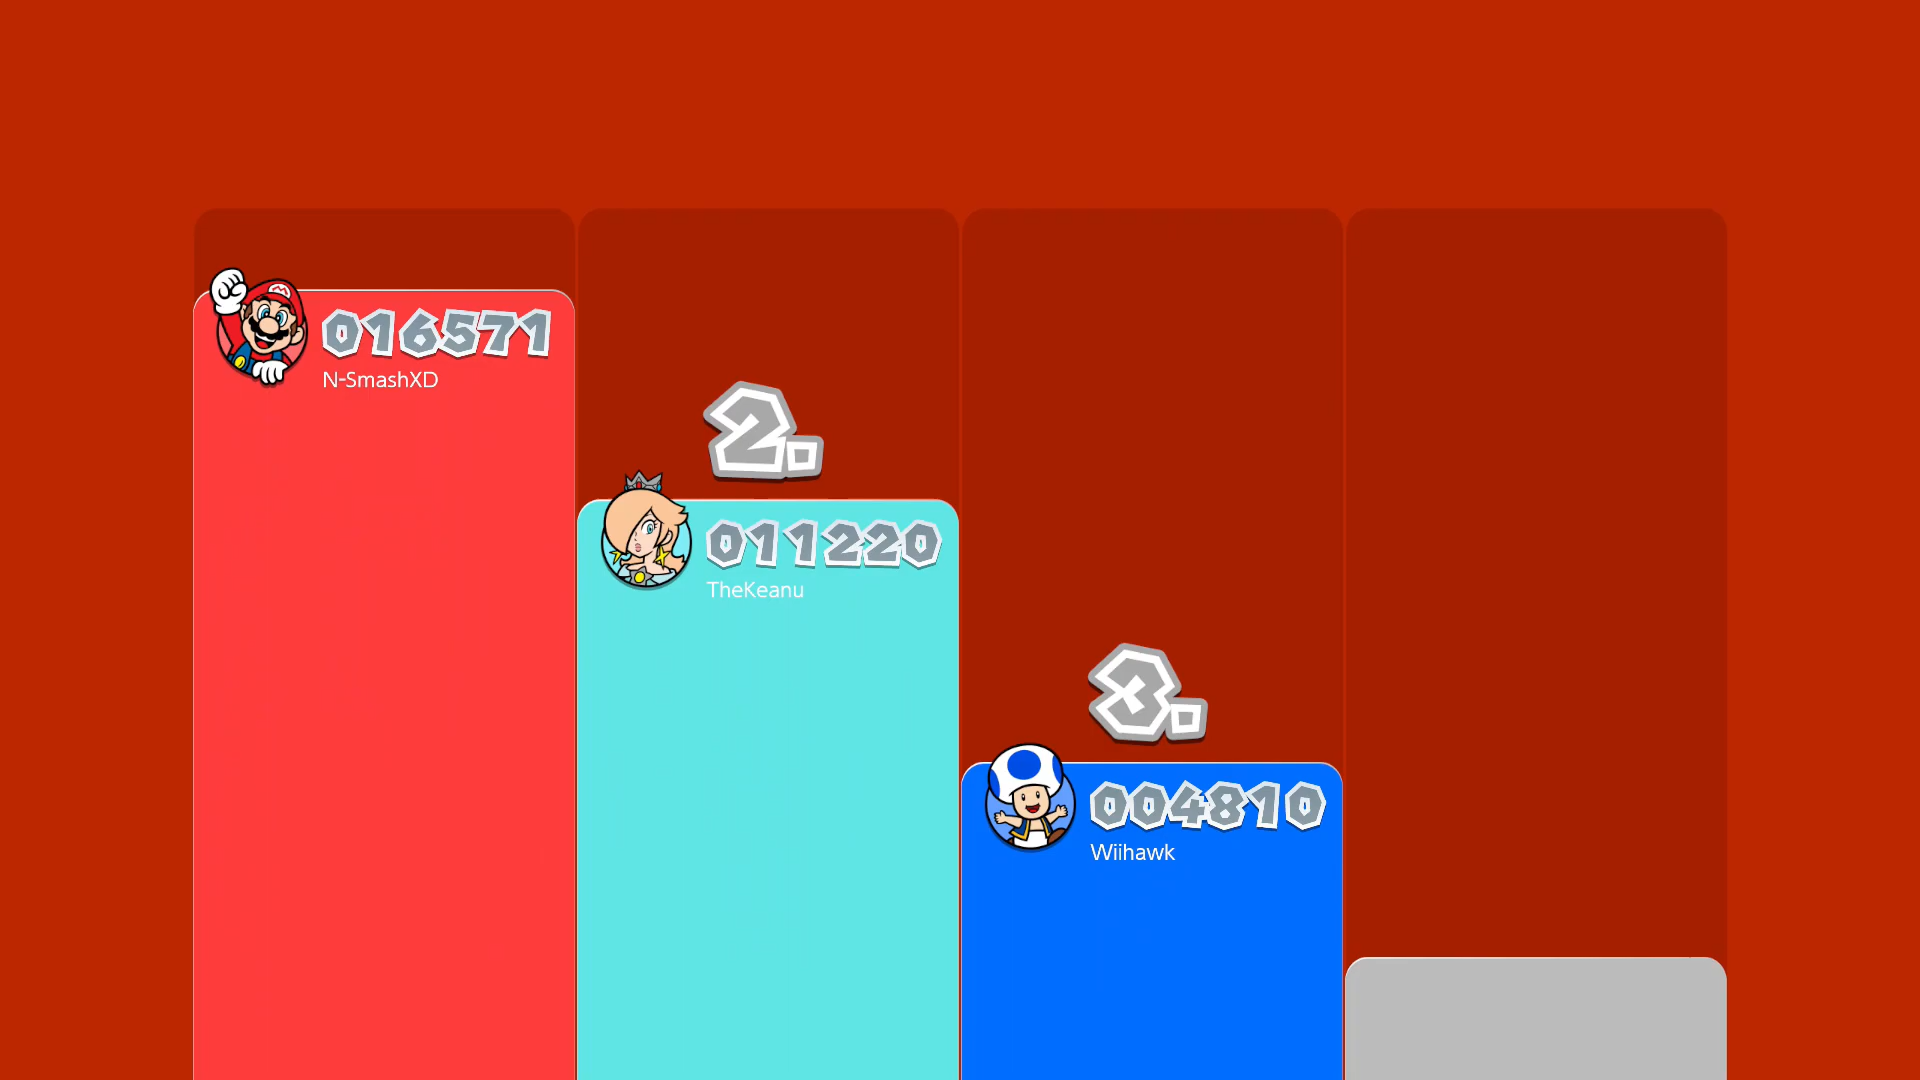 016571
N-SmashXD
2.
011220
TheKeanu
3.
004810
Wiihawk